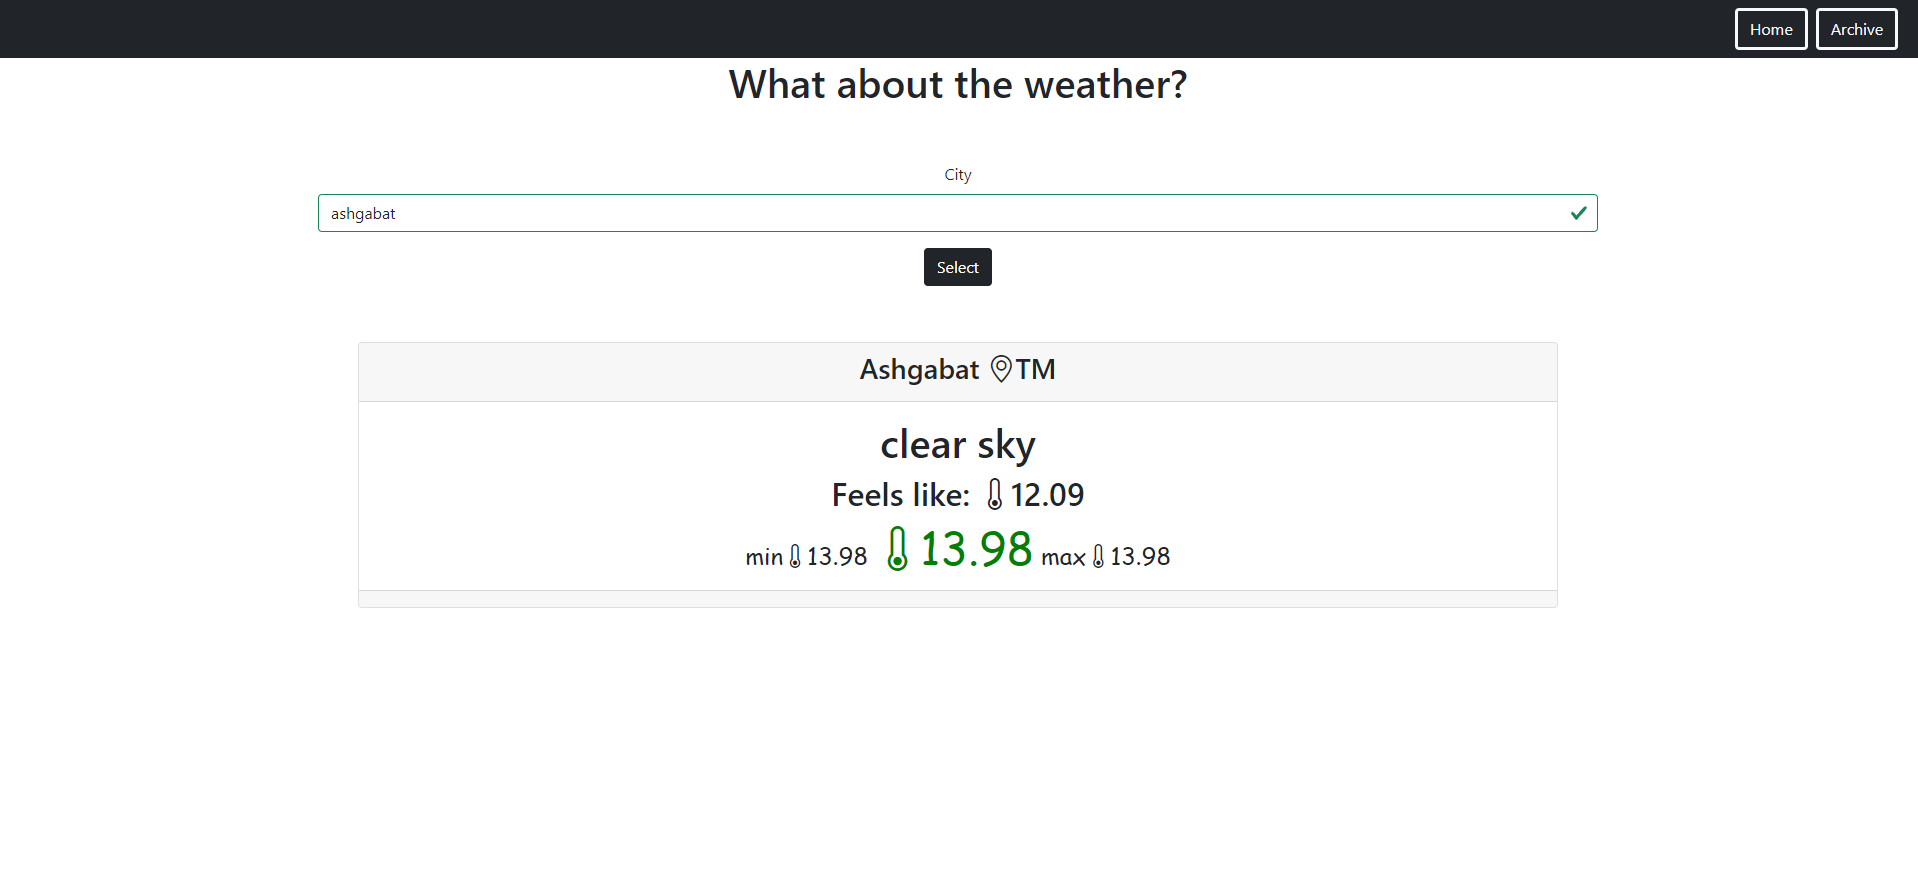 Home Archive
What about the weather?
City
ashgabat
Select
Ashgabat TM
clear sky
Feels like: 12.09
min 13.98 13.98 max 13.98